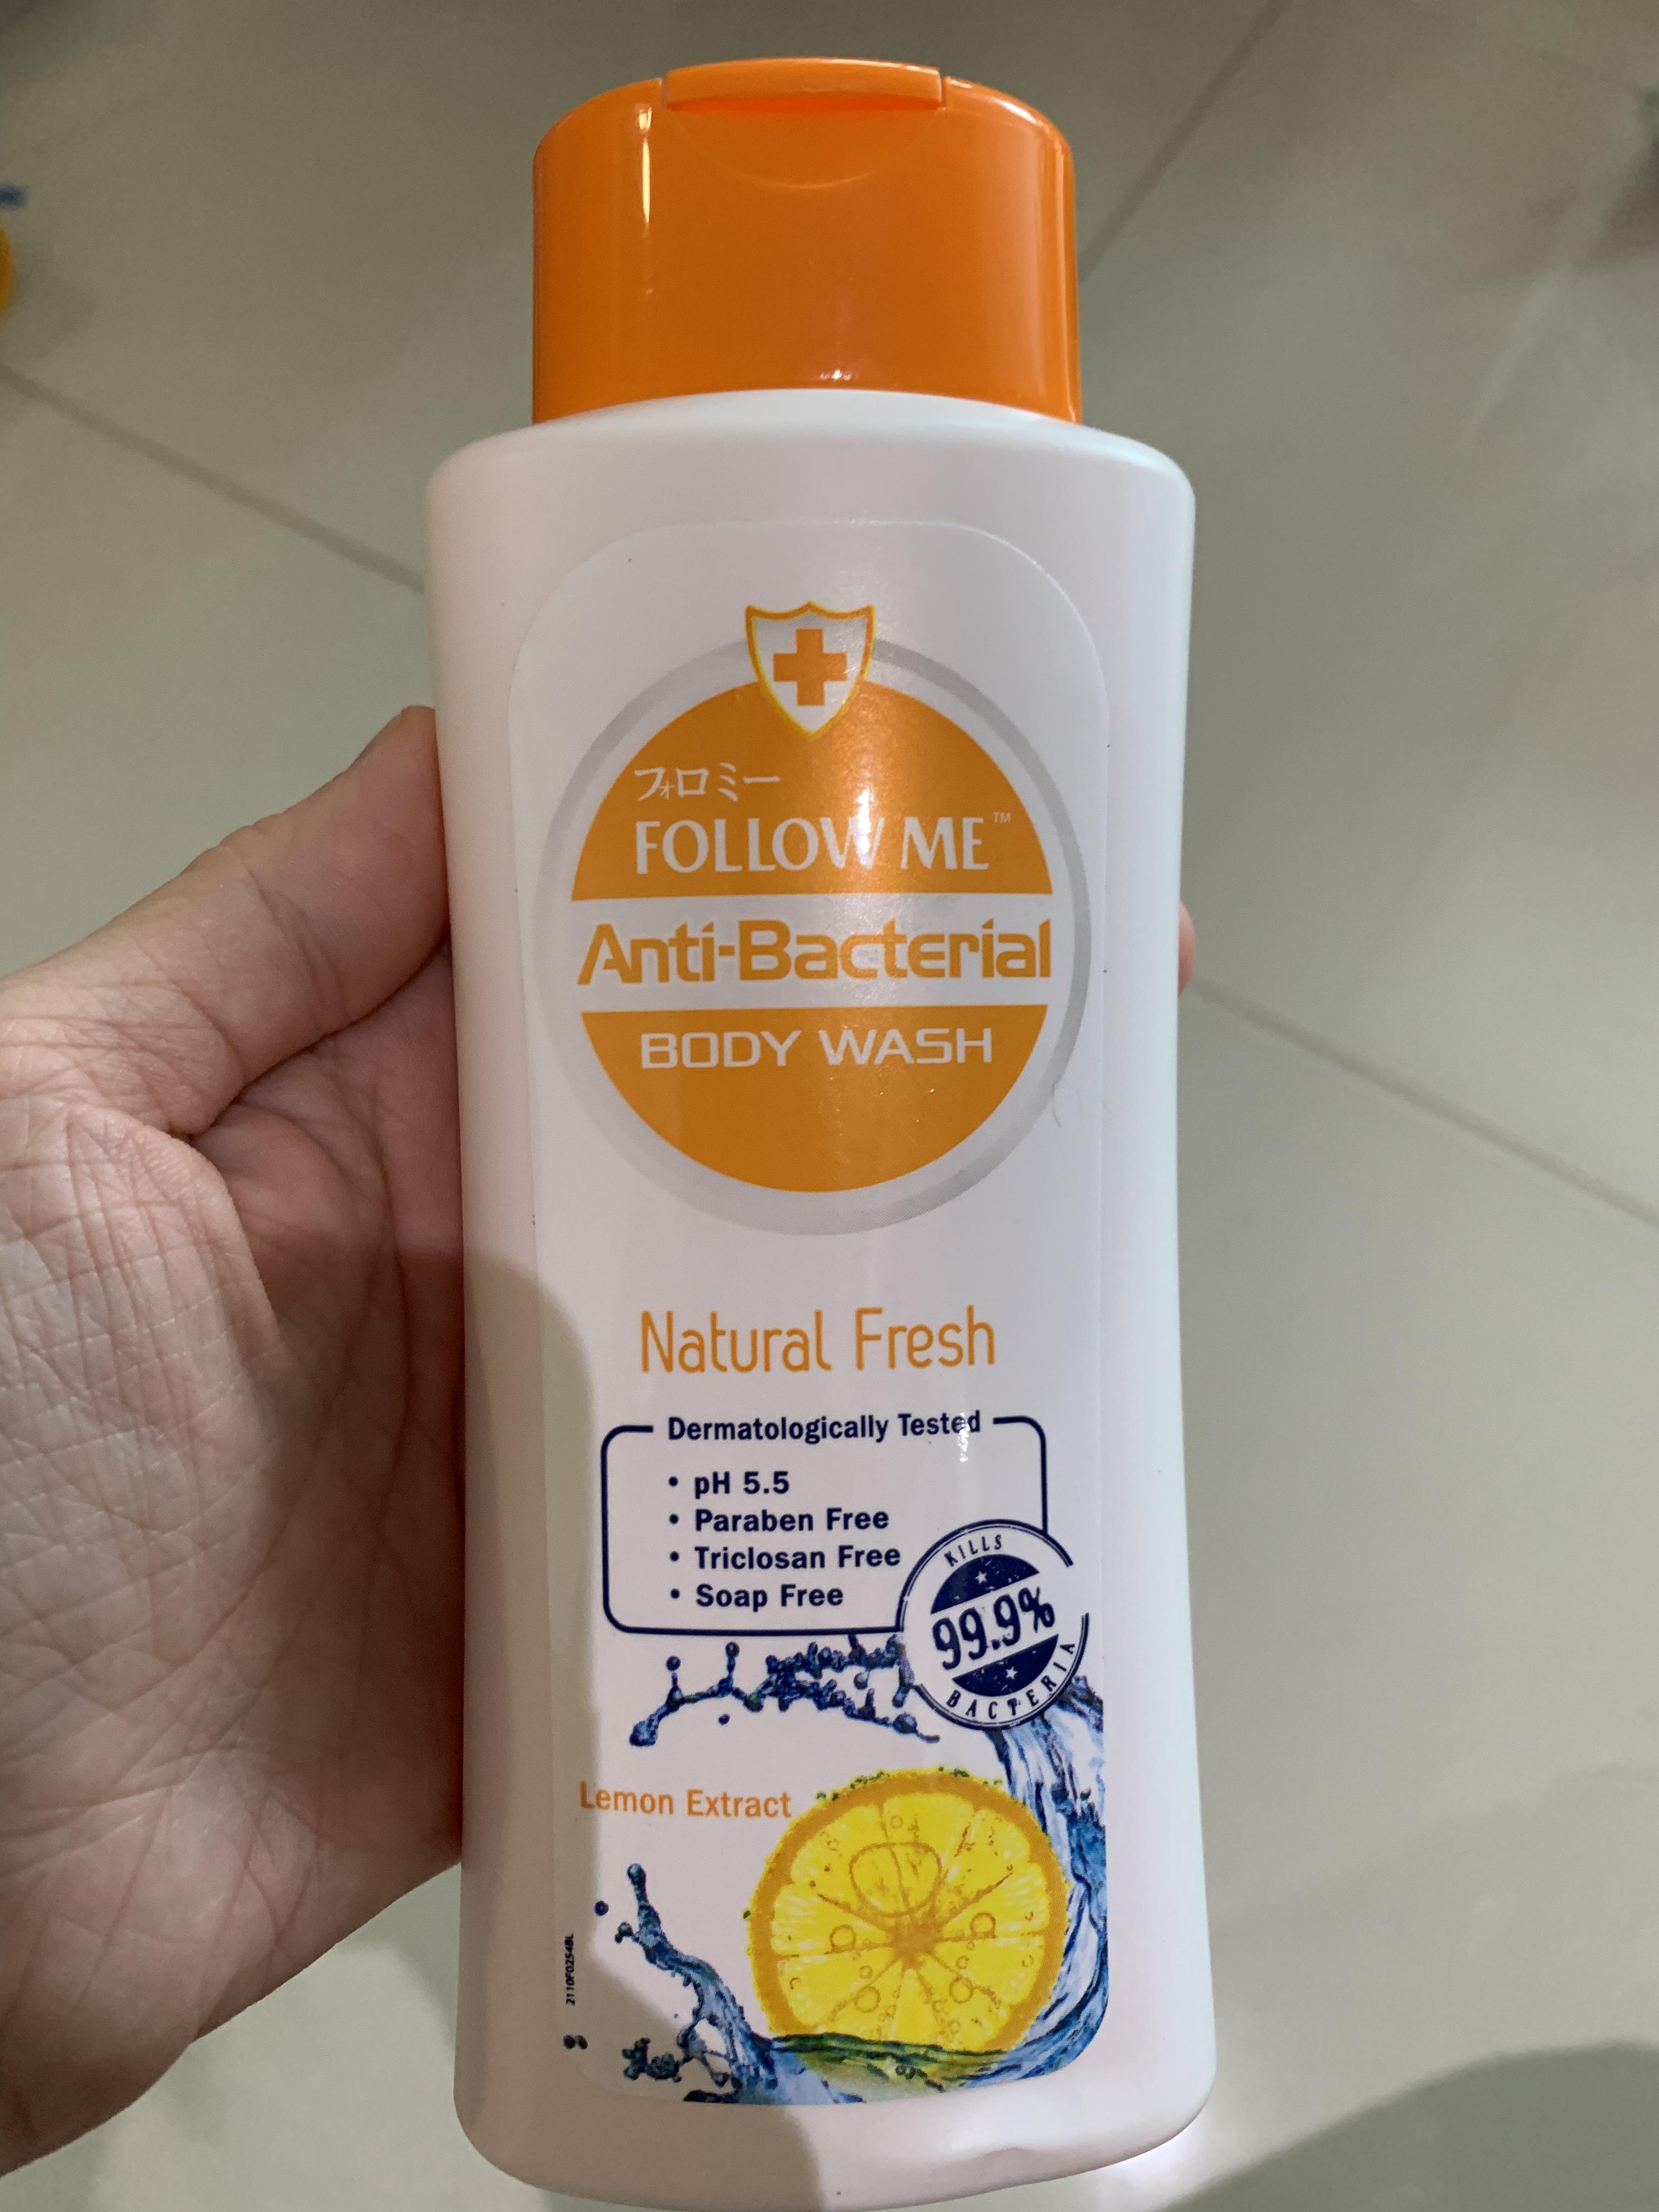 フォロミー
FOLLOW ME™
Anti-Bacterial
BODY WASH
Natural Fresh
Dermatologically Tested
• pH 5.5
• Paraben Free
• Triclosan Free
• Soap Free
KILLS
99.9%
BACTERIA
Lemon Extract
2110F0254BL